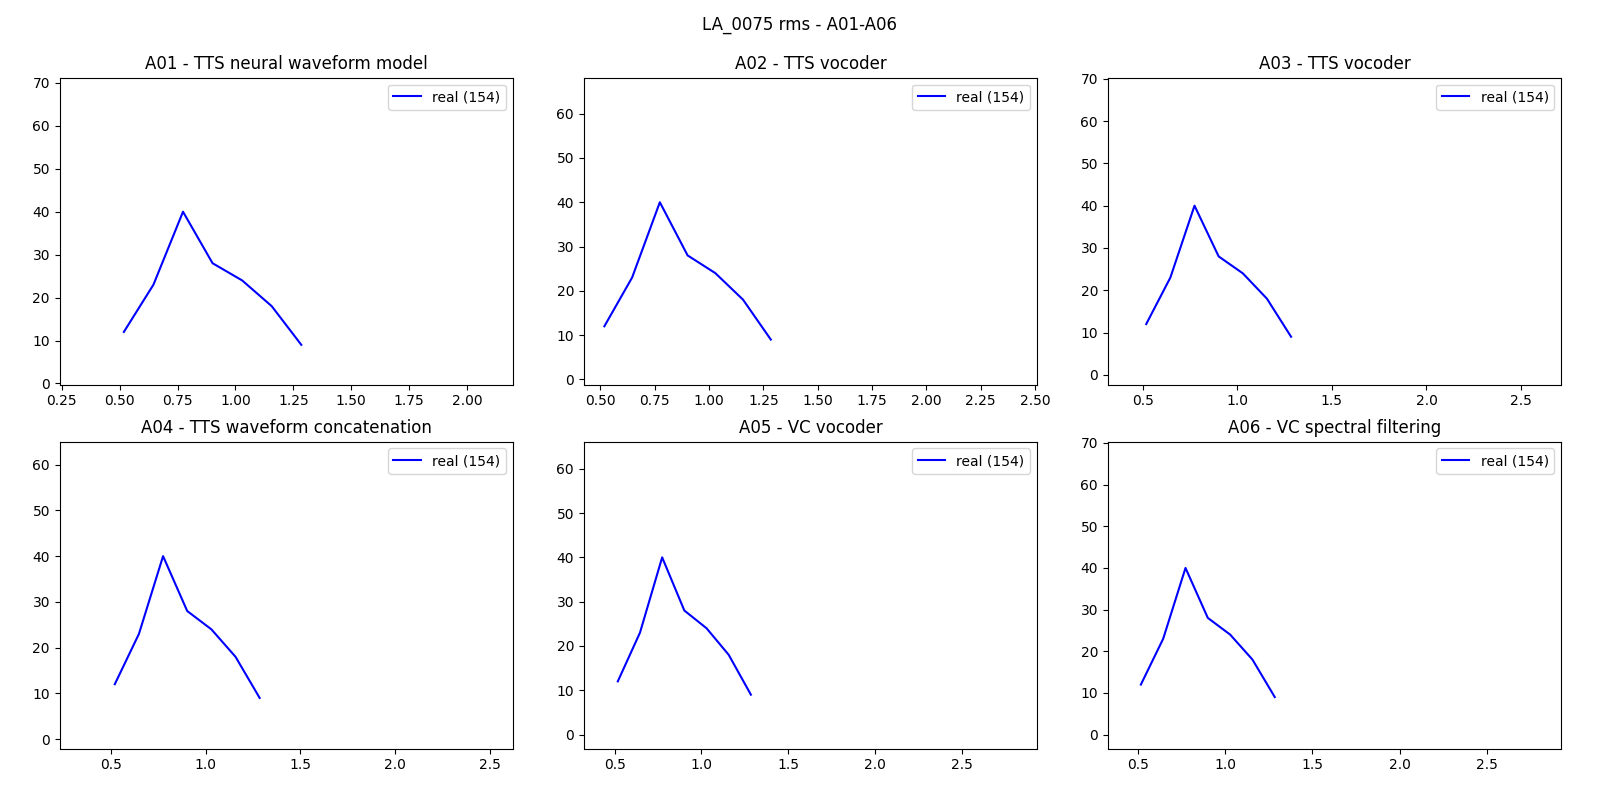 LA_0075 rms - A01-A06
A01 - TTS neural waveform model
70
60
50
40
30
20
10
0
0.25 0.50 0.75 1.00 1.25 1.50 1.75 2.00
real (154)
A02 - TTS vocoder
60
50
40
30
20
10
0
0.50 0.75 1.00 1.25 1.50 1.75 2.00 2.25 2.50
real (154)
A03 - TTS vocoder
70
60
50
40
30
20
10
0
0.5 1.0 1.5 2.0 2.5
real (154)
A04 - TTS waveform concatenation
60
50
40
30
20
10
0
0.5 1.0 1.5 2.0 2.5
real (154)
A05 - VC vocoder
60
50
40
30
20
10
0
0.5 1.0 1.5 2.0 2.5
real (154)
A06 - VC spectral filtering
70
60
50
40
30
20
10
0
0.5 1.0 1.5 2.0 2.5
real (154)